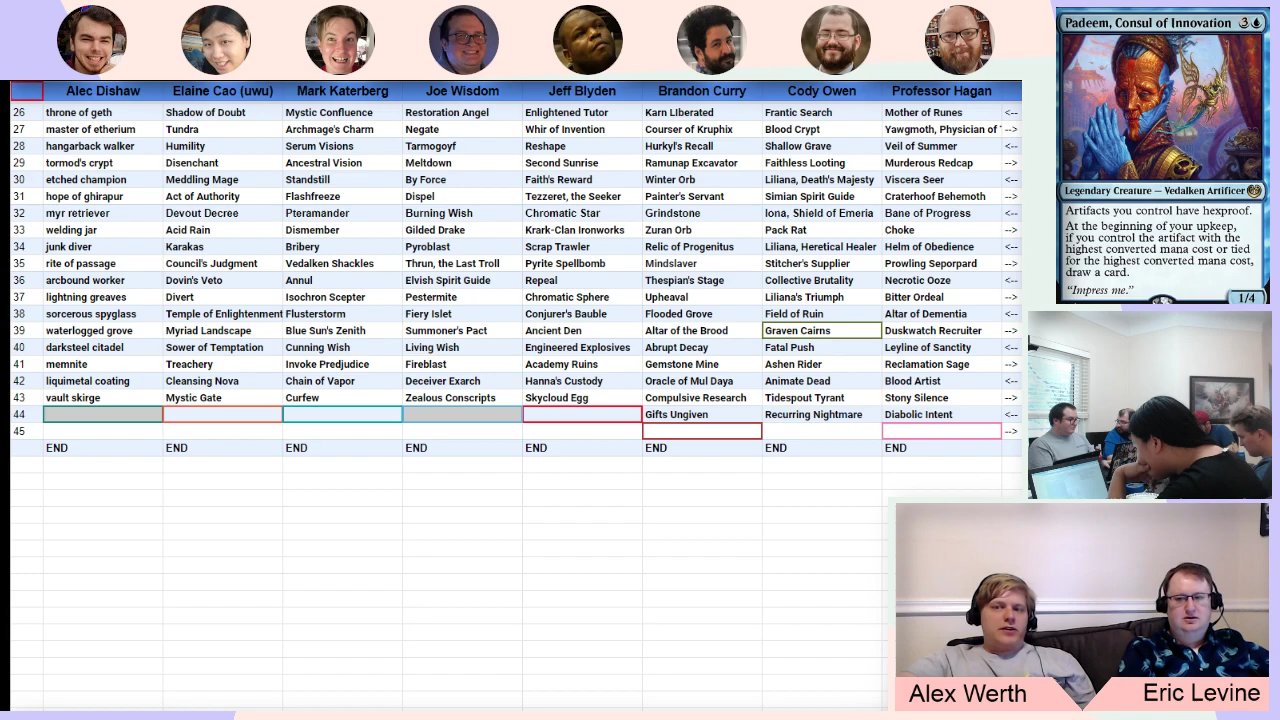 Alec Dishaw Elaine Cao (uwu) Mark Katerberg Joe Wisdom Jeff Blyden Brandon Curry Cody Owen Professor Hagan
26 throne of geth Shadow of Doubt Mystic Confluence Restoration Angel Enlightened Tutor Karn LIberated Frantic Search Mother of Runes <--
27 master of etherium Tundra Archmage's Charm Negate Whir of Invention Courser of Kruphix Blood Crypt Yawgmoth, Physician of -->
28 hangarback walker Humility Serum Visions Tarmogoyf Reshape Hurkyl's Recall Shallow Grave Veil of Summer <--
29 tormod's crypt Disenchant Ancestral Vision Meltdown Second Sunrise Ramunap Excavator Faithless Looting Murderous Redcap -->
30 etched champion Meddling Mage Standstill By Force Faith's Reward Winter Orb Liliana, Death's Majesty Viscera Seer <--
31 hope of ghirapur Act of Authority Flashfreeze Dispel Tezzeret, the Seeker Painter's Servant Simian Spirit Guide Craterhoof Behemoth -->
32 myr retriever Devout Decree Pteramander Burning Wish Chromatic Star Grindstone Iona, Shield of Emeria Bane of Progress <--
33 welding jar Acid Rain Dismember Gilded Drake Krark-Clan Ironworks Zuran Orb Pack Rat Choke -->
34 junk diver Karakas Bribery Pyroblast Scrap Trawler Relic of Progenitus Liliana, Heretical Healer Helm of Obedience <--
35 rite of passage Council's Judgment Vedalken Shackles Thrun, the Last Troll Pyrite Spellbomb Mindslaver Stitcher's Supplier Prowling Serpopard -->
36 arcbound worker Dovin's Veto Annul Elvish Spirit Guide Repeal Thespian's Stage Collective Brutality Necrotic Ooze <--
37 lightning greaves Divert Isochron Scepter Pestermite Chromatic Sphere Upheaval Liliana's Triumph Bitter Ordeal -->
38 sorcerous spyglass Temple of Enlightenment Flusterstorm Fiery Islet Conjurer's Bauble Flooded Grove Field of Ruin Altar of Dementia <--
39 waterlogged grove Myriad Landscape Blue Sun's Zenith Summoner's Pact Ancient Den Altar of the Brood Graven Cairns Duskwatch Recruiter -->
40 darksteel citadel Sower of Temptation Cunning Wish Living Wish Engineered Explosives Abrupt Decay Fatal Push Leyline of Sanctity <--
41 memnite Treachery Invoke Predjudice Fireblast Academy Ruins Gemstone Mine Ashen Rider Reclamation Sage -->
42 liquimetal coating Cleansing Nova Chain of Vapor Deceiver Exarch Hanna's Custody Oracle of Mul Daya Animate Dead Blood Artist <--
43 vault skirge Mystic Gate Curfew Zealous Conscripts Skycloud Egg Compulsive Research Tidespout Tyrant Stony Silence -->
44 Gifts Ungiven Recurring Nightmare Diabolic Intent <--
45 -->
END END END END END END END END
Padeem, Consul of Innovation 3
Legendary Creature — Vedalken Artificer
Artifacts you control have hexproof.
At the beginning of your upkeep,
if you control the artifact with the
highest converted mana cost or tied
for the highest converted mana cost,
draw a card.
“Impress me.”
1/4
Alex Werth
Eric Levine